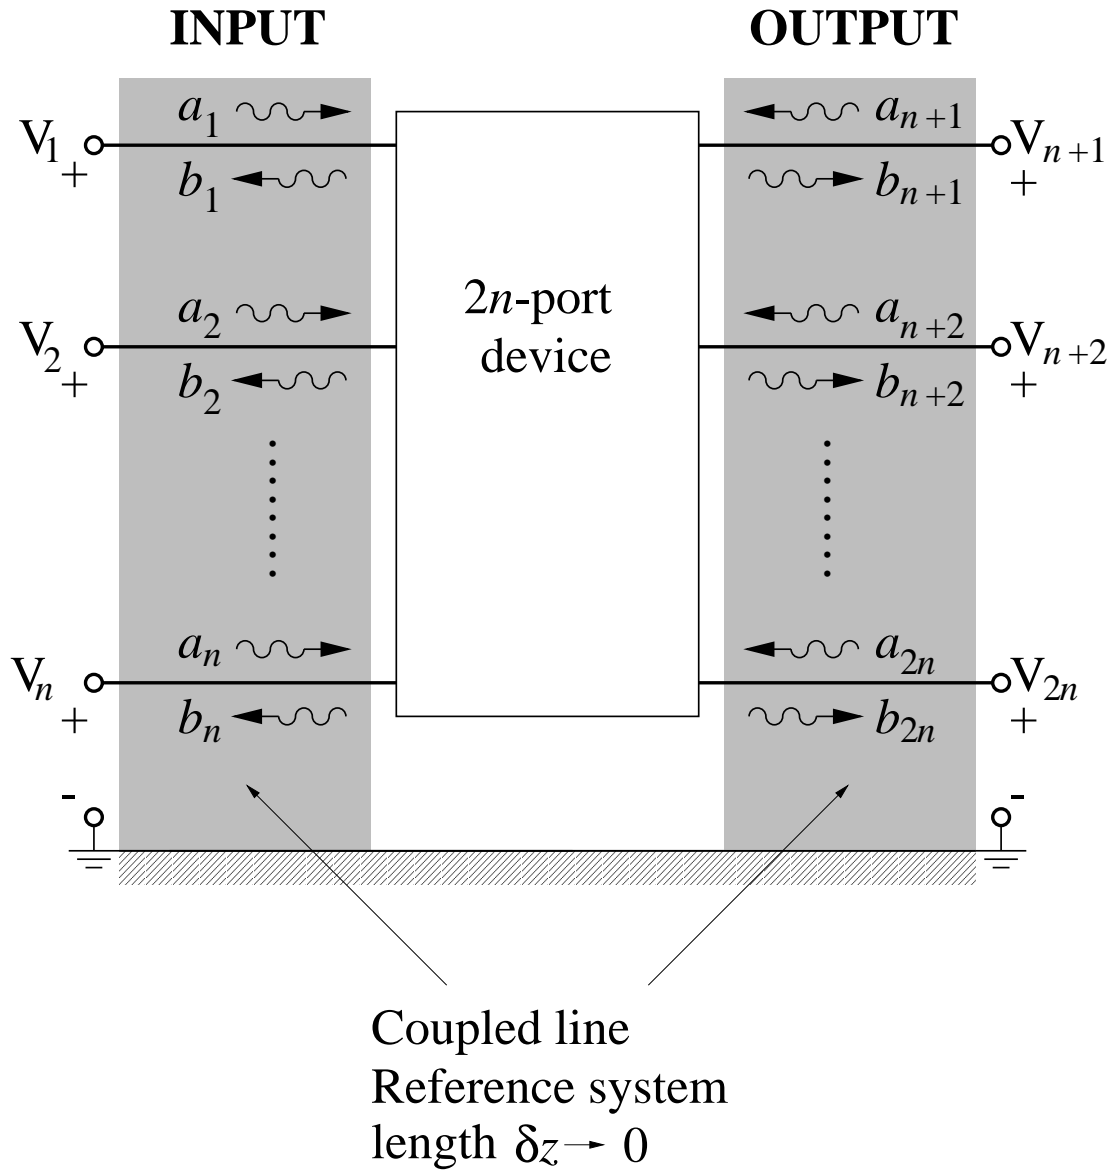 INPUT OUTPUT
a₁ aₙ₊₁
V₁ Vₙ₊₁
+ b₁ bₙ₊₁ +
2n-port
device
a₂ aₙ₊₂
V₂ Vₙ₊₂
+ b₂ bₙ₊₂ +
aₙ a₂ₙ
Vₙ V₂ₙ
+ bₙ b₂ₙ +
- -
Coupled line
Reference system
length δz → 0